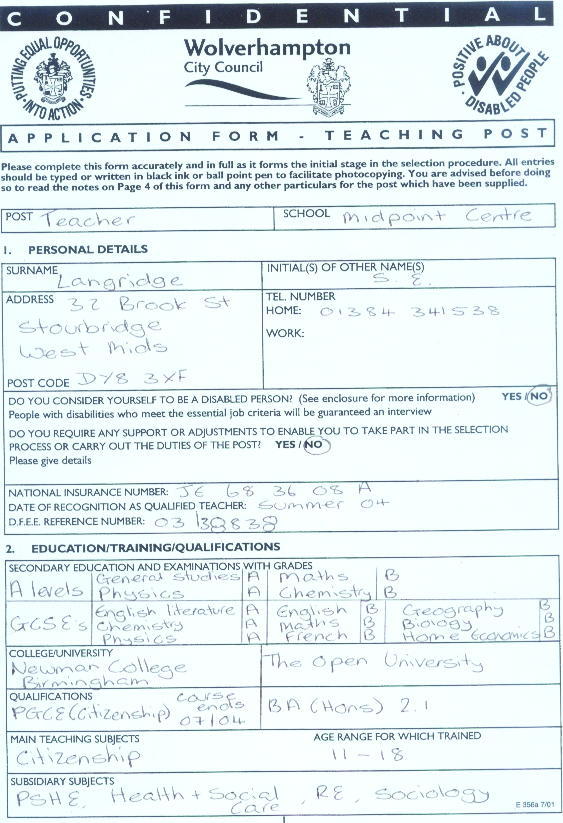 CONFIDENTIAL
PUTTING EQUAL OPPORTUNITIES INTO ACTION
Wolverhampton
City Council
POSITIVE ABOUT DISABLED PEOPLE
APPLICATION FORM - TEACHING POST
Please complete this form accurately and in full as it forms the initial stage in the selection procedure. All entries
should be typed or written in black ink or ball point pen to facilitate photocopying. You are advised before doing
so to read the notes on Page 4 of this form and any other particulars for the post which have been supplied.
POST Teacher SCHOOL Midpoint Centre
1. PERSONAL DETAILS
SURNAME INITIAL(S) OF OTHER NAME(S)
Langridge S. E.
ADDRESS 32 Brook St TEL. NUMBER
HOME: 01384 341538
Stourbridge
WORK:
West Mids
POST CODE DY8 3XF
DO YOU CONSIDER YOURSELF TO BE A DISABLED PERSON? (See enclosure for more information) YES / NO
People with disabilities who meet the essential job criteria will be guaranteed an interview
DO YOU REQUIRE ANY SUPPORT OR ADJUSTMENTS TO ENABLE YOU TO TAKE PART IN THE SELECTION
PROCESS OR CARRY OUT THE DUTIES OF THE POST? YES / NO
Please give details
NATIONAL INSURANCE NUMBER: JE 68 36 08 A
DATE OF RECOGNITION AS QUALIFIED TEACHER: Summer 04
D.F.E.E. REFERENCE NUMBER: 03
2. EDUCATION/TRAINING/QUALIFICATIONS
SECONDARY EDUCATION AND EXAMINATIONS WITH GRADES
A levels General studies A Maths B
Physics A Chemistry B
GCSE's English literature A English B Geography B
Chemistry A Maths B Biology B
Physics A French B Home Economics B
COLLEGE/UNIVERSITY
Newman College The Open University
Birmingham
QUALIFICATIONS course
PGCE (Citizenship) ends BA (Hons) 2.1
07/04
MAIN TEACHING SUBJECTS AGE RANGE FOR WHICH TRAINED
Citizenship 11 - 18
SUBSIDIARY SUBJECTS
PSHE, Health + Social Care, RE, Sociology
E 356a 7/01
1